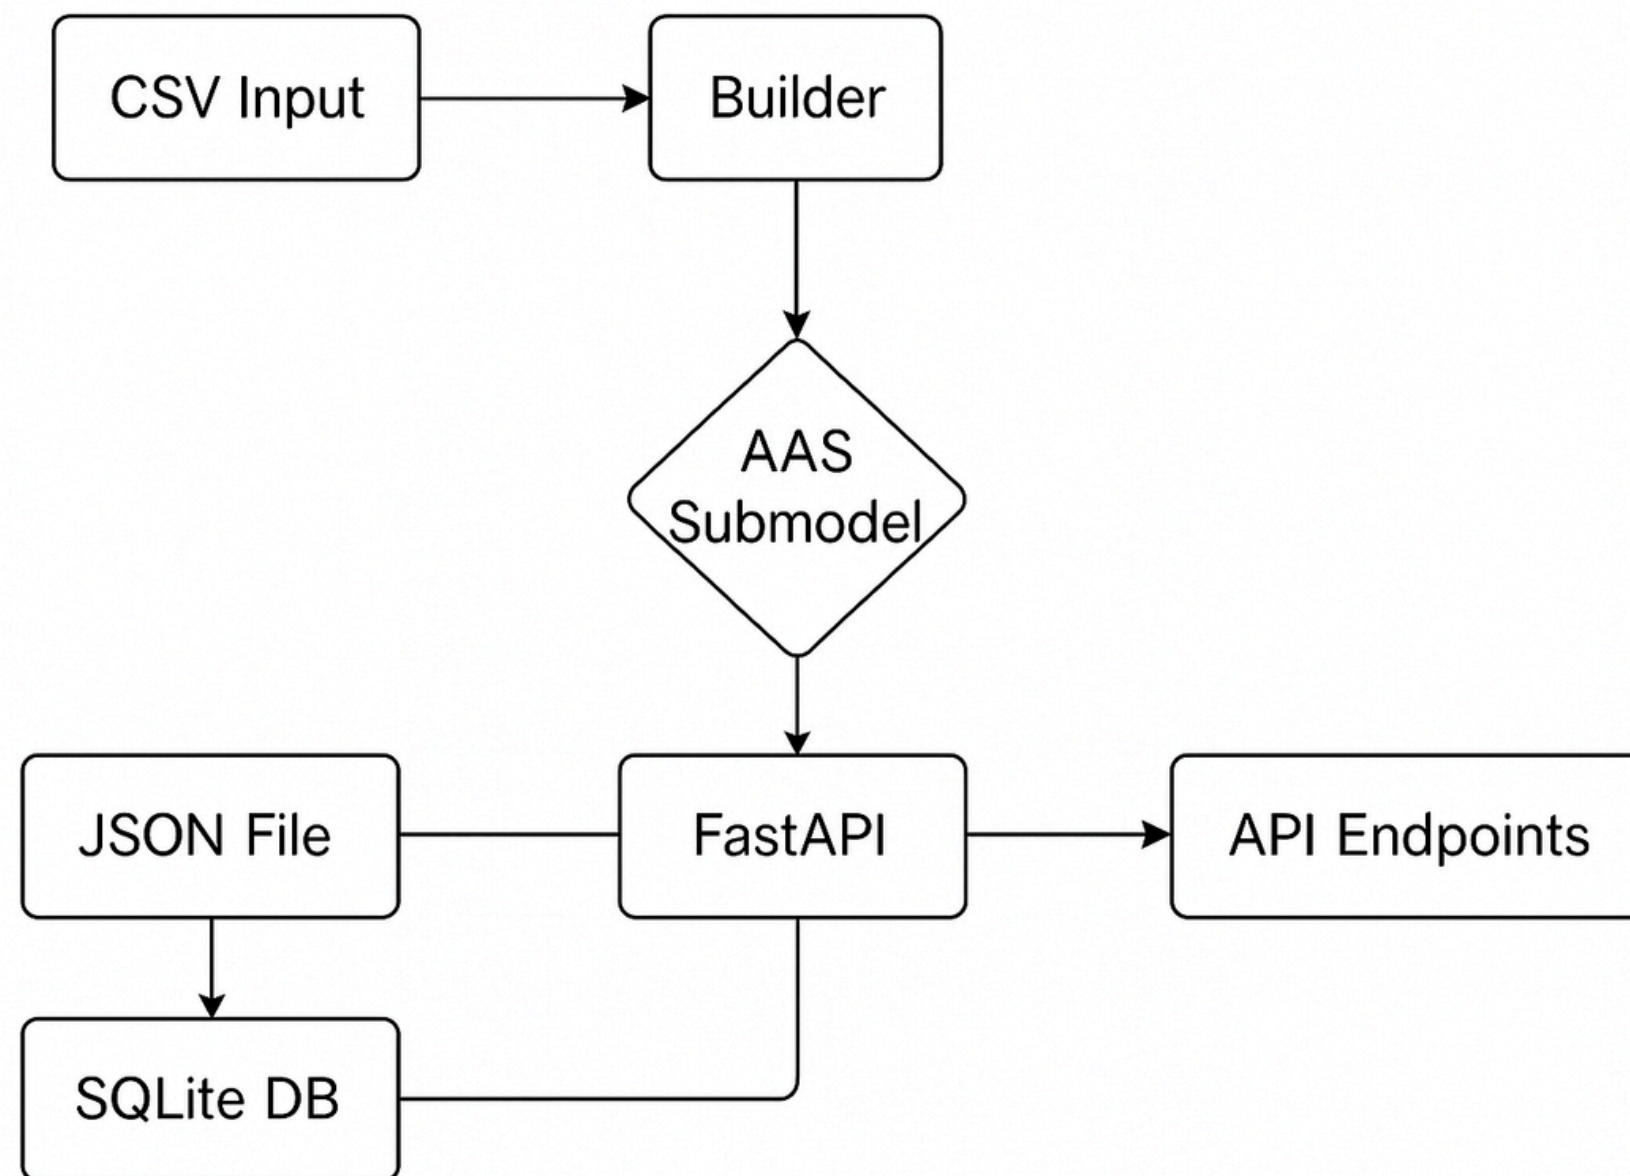 CSV Input
Builder
AAS
Submodel
JSON File
FastAPI
API Endpoints
SQLite DB